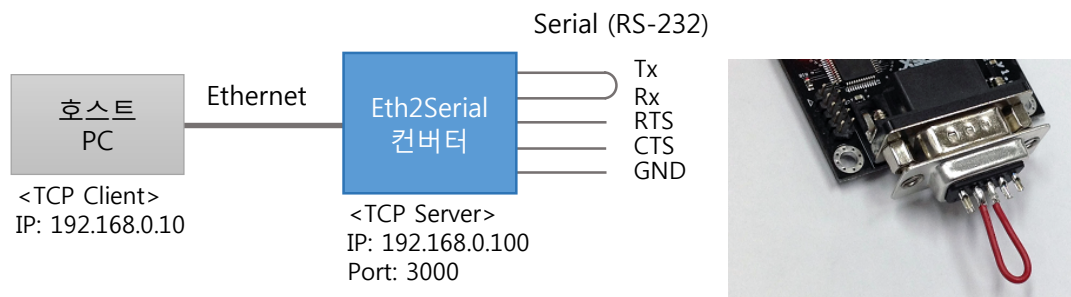 Serial (RS-232)
호스트
PC
Ethernet
Eth2Serial
컨버터
Tx
Rx
RTS
CTS
GND
<TCP Client>
IP: 192.168.0.10
<TCP Server>
IP: 192.168.0.100
Port: 3000